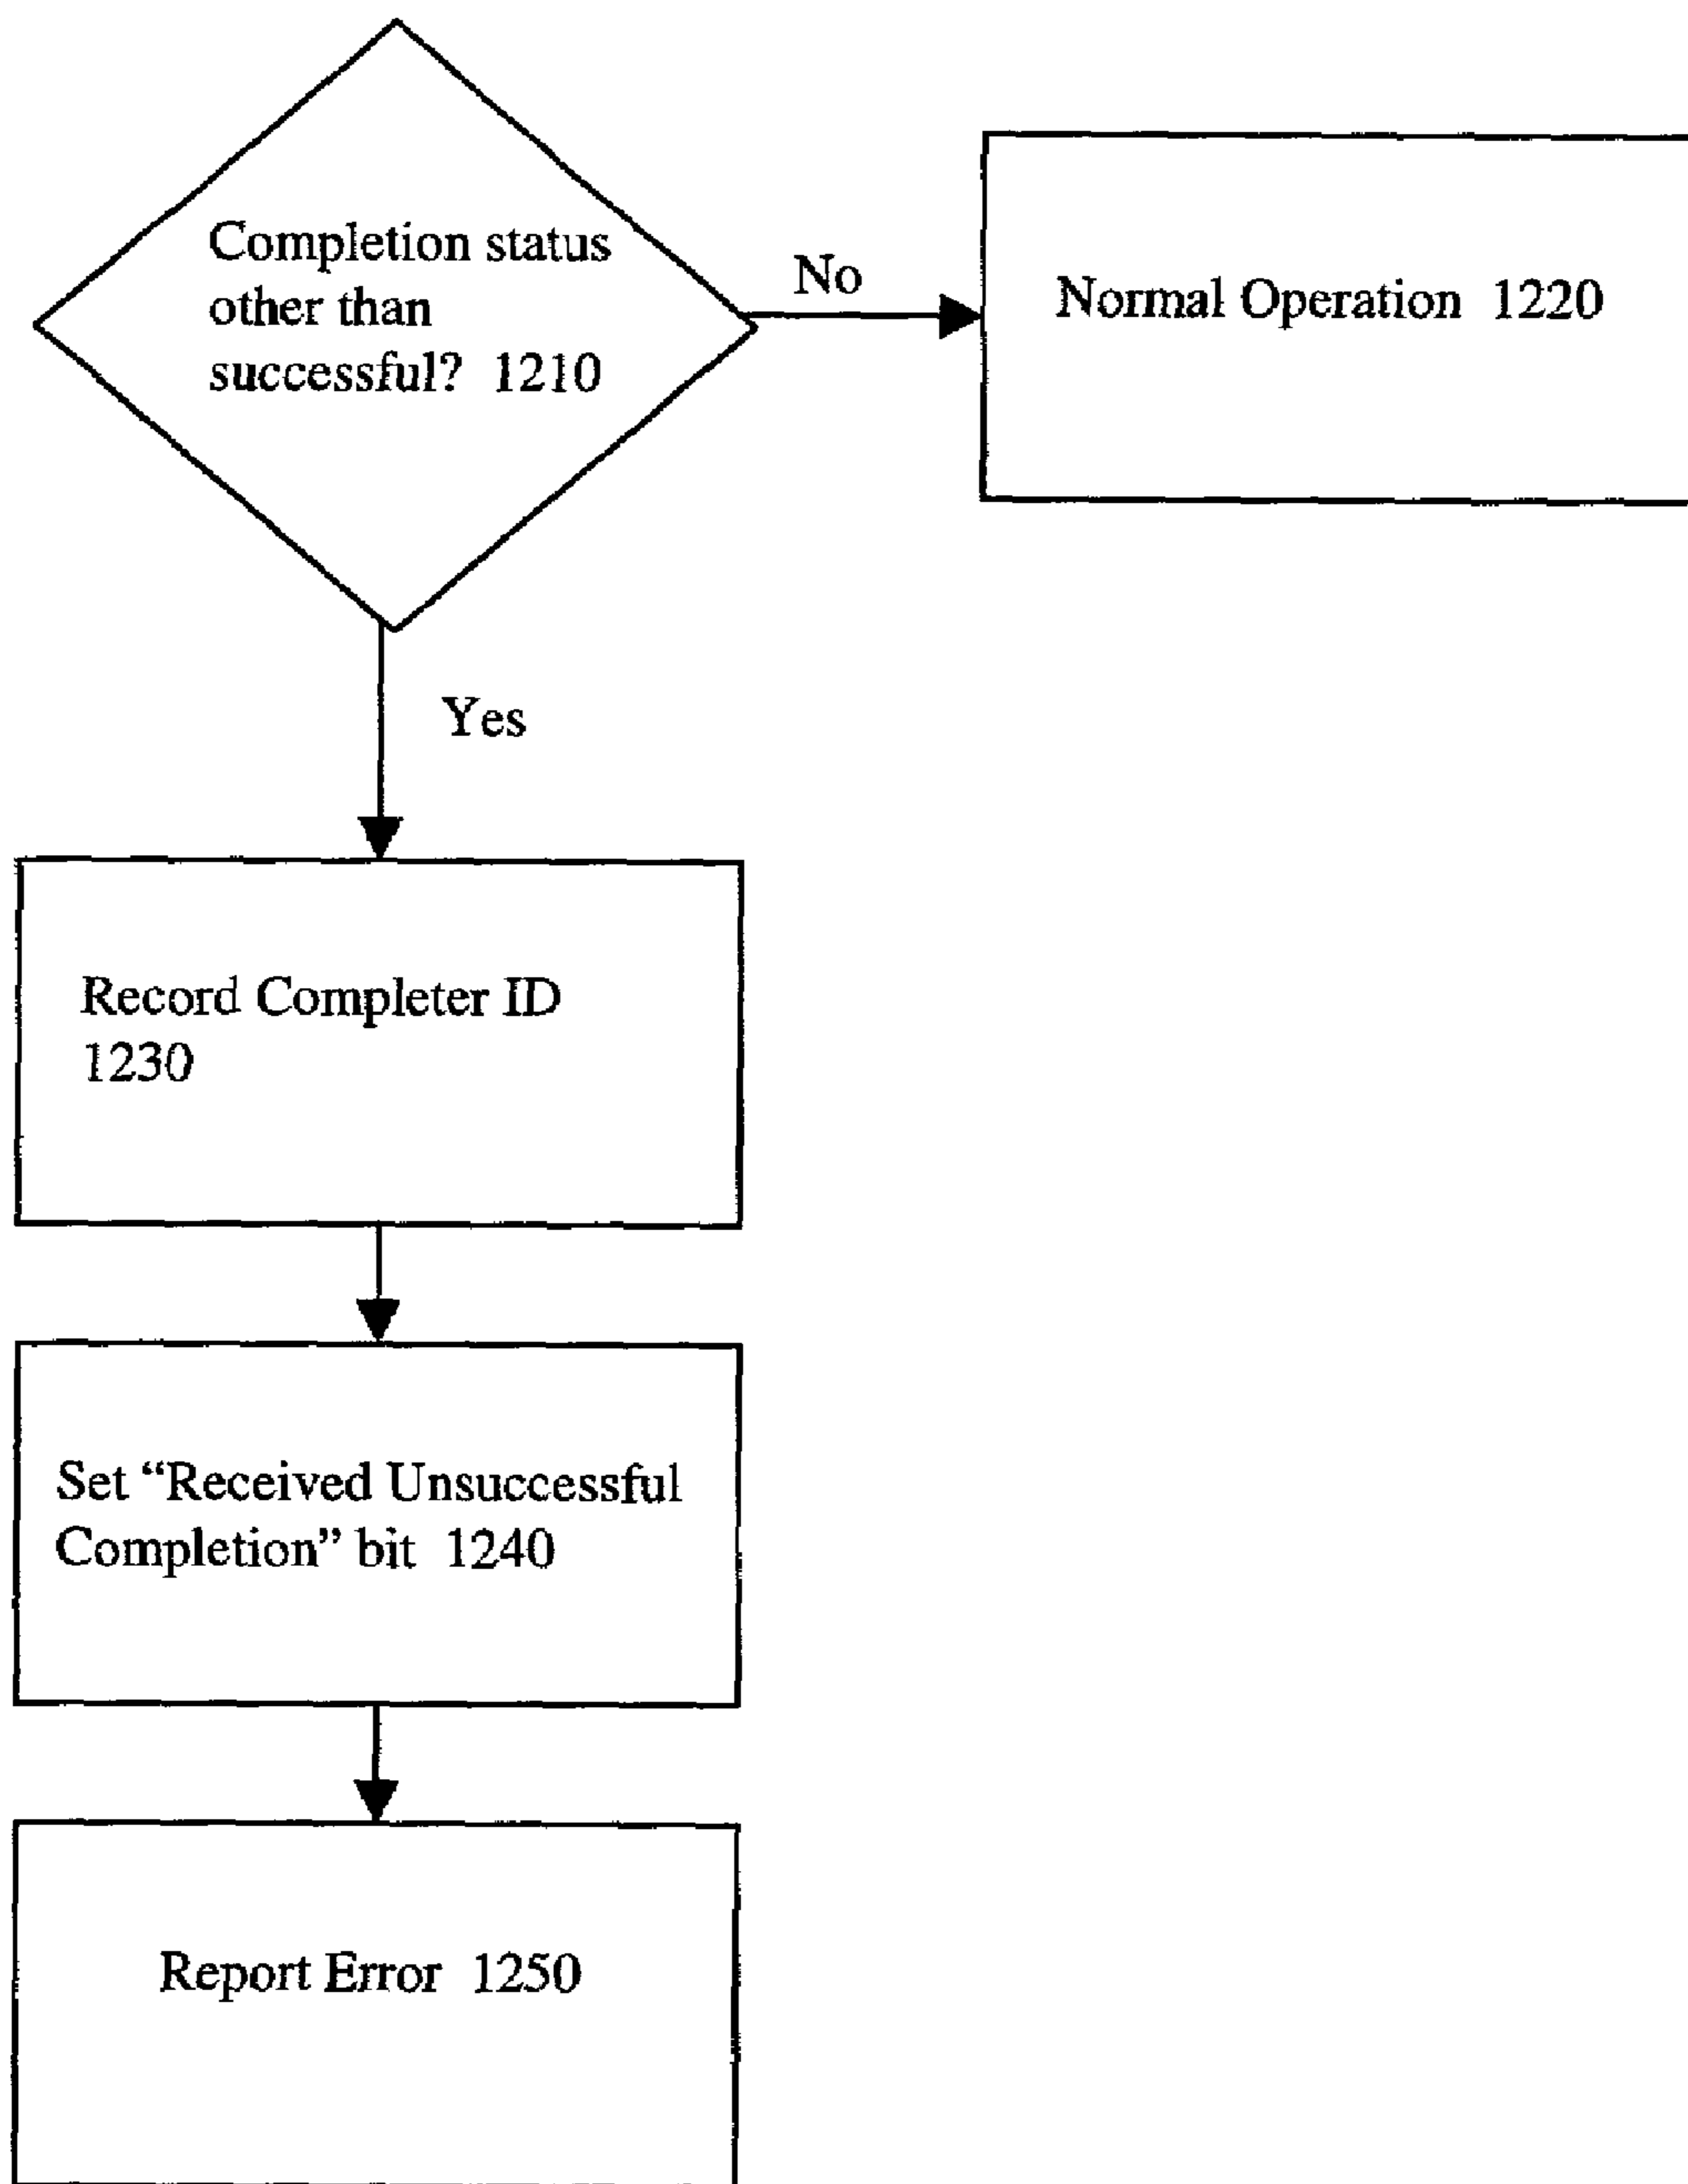 Completion status
other than
successful? 1210
No
Normal Operation 1220
Yes
Record Completer ID
1230
Set “Received Unsuccessful
Completion” bit 1240
Report Error 1250